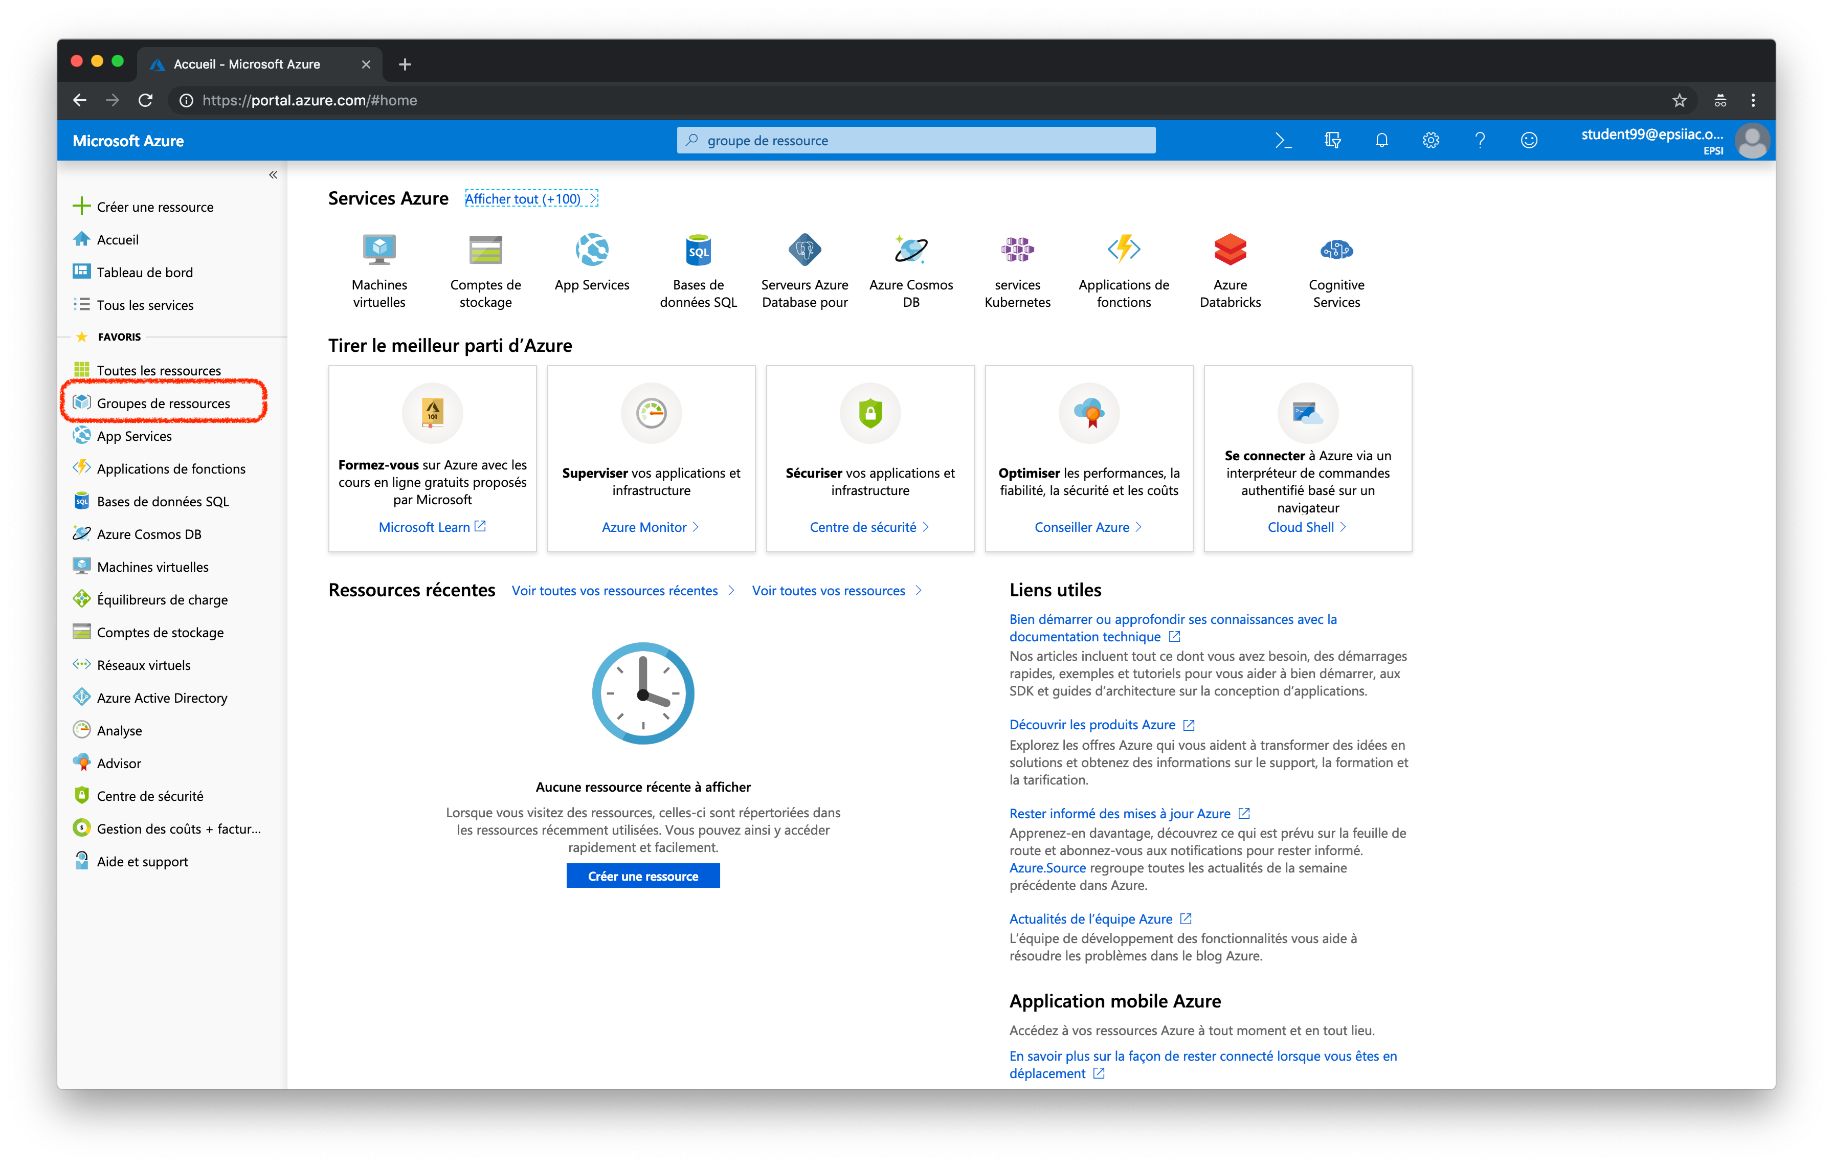 Accueil - Microsoft Azure
https://portal.azure.com/#home
Microsoft Azure
groupe de ressource
student99@epsiiac.o...
EPSI
Créer une ressource
Accueil
Tableau de bord
Tous les services
FAVORIS
Toutes les ressources
Groupes de ressources
App Services
Applications de fonctions
Bases de données SQL
Azure Cosmos DB
Machines virtuelles
Équilibreurs de charge
Comptes de stockage
Réseaux virtuels
Azure Active Directory
Analyse
Advisor
Centre de sécurité
Gestion des coûts + factur...
Aide et support
Services Azure
Afficher tout (+100)
Machines
virtuelles
Comptes de
stockage
App Services
SQL
Bases de
données SQL
Serveurs Azure
Database pour
Azure Cosmos
DB
services
Kubernetes
Applications de
fonctions
Azure
Databricks
Cognitive
Services
Tirer le meilleur parti d'Azure
101
Formez-vous sur Azure avec les
cours en ligne gratuits proposés
par Microsoft
Microsoft Learn
Superviser vos applications et
infrastructure
Azure Monitor
Sécuriser vos applications et
infrastructure
Centre de sécurité
Optimiser les performances, la
fiabilité, la sécurité et les coûts
Conseiller Azure
Se connecter à Azure via un
interpréteur de commandes
authentifié basé sur un
navigateur
Cloud Shell
Ressources récentes
Voir toutes vos ressources récentes
Voir toutes vos ressources
Aucune ressource récente à afficher
Lorsque vous visitez des ressources, celles-ci sont répertoriées dans
les ressources récemment utilisées. Vous pouvez ainsi y accéder
rapidement et facilement.
Créer une ressource
Liens utiles
Bien démarrer ou approfondir ses connaissances avec la
documentation technique
Nos articles incluent tout ce dont vous avez besoin, des démarrages
rapides, exemples et tutoriels pour vous aider à bien démarrer, aux
SDK et guides d'architecture sur la conception d'applications.
Découvrir les produits Azure
Explorez les offres Azure qui vous aident à transformer des idées en
solutions et obtenez des informations sur le support, la formation et
la tarification.
Rester informé des mises à jour Azure
Apprenez-en davantage, découvrez ce qui est prévu sur la feuille de
route et abonnez-vous aux notifications pour rester informé.
Azure.Source regroupe toutes les actualités de la semaine
précédente dans Azure.
Actualités de l'équipe Azure
L'équipe de développement des fonctionnalités vous aide à
résoudre les problèmes dans le blog Azure.
Application mobile Azure
Accédez à vos ressources Azure à tout moment et en tout lieu.
En savoir plus sur la façon de rester connecté lorsque vous êtes en
déplacement